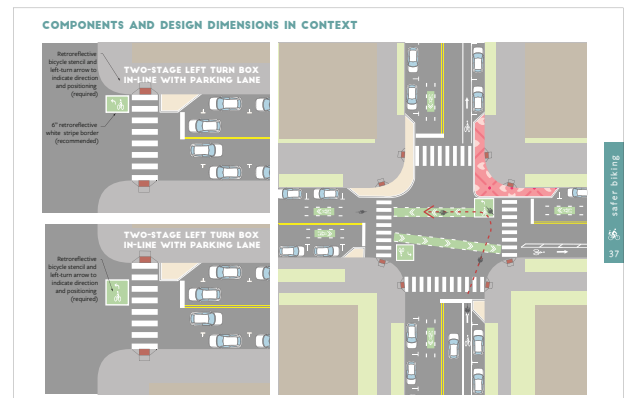 COMPONENTS AND DESIGN DIMENSIONS IN CONTEXT
Retroreflective
bicycle stencil and
left-turn arrow to
indicate direction
and positioning
(required)
TWO-STAGE LEFT TURN BOX
IN-LINE WITH PARKING LANE
6" retroreflective
white stripe border
(recommended)
TWO-STAGE LEFT TURN BOX
IN-LINE WITH PARKING LANE
Retroreflective
bicycle stencil and
left-turn arrow to
indicate direction
and positioning
(required)
safer biking
37